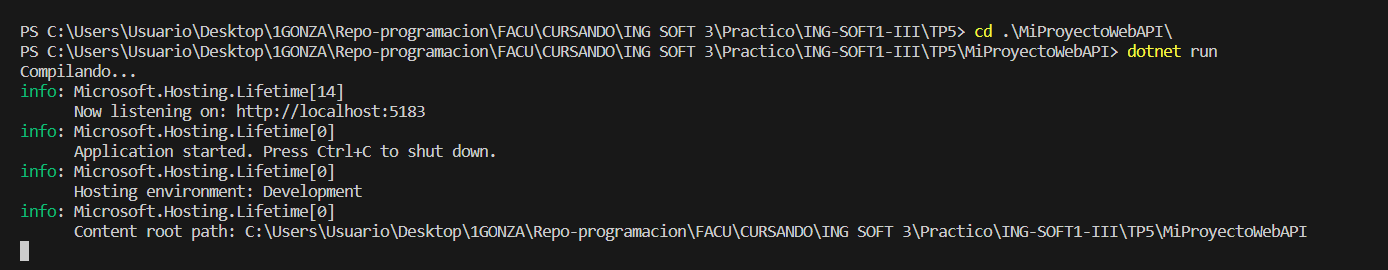 PS C:\Users\Usuario\Desktop\1GONZA\Repo-programacion\FACU\CURSANDO\ING SOFT 3\Practico\ING-SOFT1-III\TP5> cd .\MiProyectoWebAPI\
PS C:\Users\Usuario\Desktop\1GONZA\Repo-programacion\FACU\CURSANDO\ING SOFT 3\Practico\ING-SOFT1-III\TP5\MiProyectoWebAPI> dotnet run
Compilando...
info: Microsoft.Hosting.Lifetime[14]
      Now listening on: http://localhost:5183
info: Microsoft.Hosting.Lifetime[0]
      Application started. Press Ctrl+C to shut down.
info: Microsoft.Hosting.Lifetime[0]
      Hosting environment: Development
info: Microsoft.Hosting.Lifetime[0]
      Content root path: C:\Users\Usuario\Desktop\1GONZA\Repo-programacion\FACU\CURSANDO\ING SOFT 3\Practico\ING-SOFT1-III\TP5\MiProyectoWebAPI